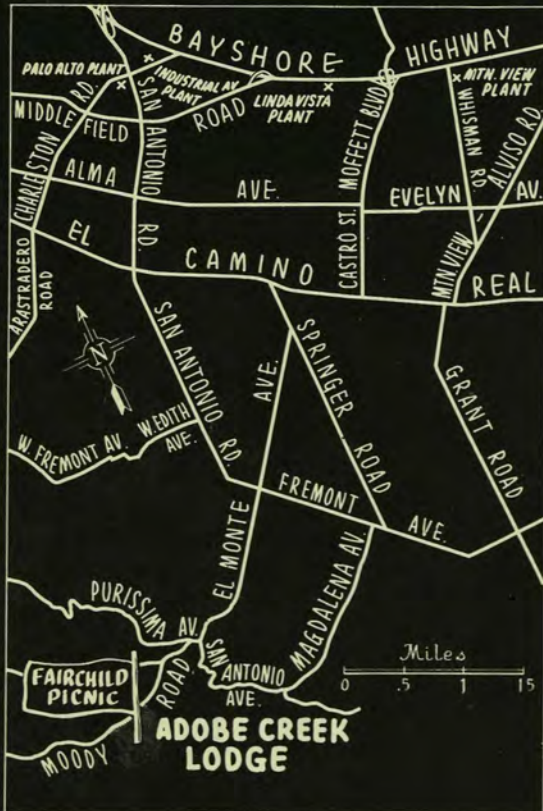 BAYSHORE HIGHWAY
PALO ALTO PLANT
INDUSTRIAL AV.
PLANT
LINDA VISTA
PLANT
MTN. VIEW
PLANT
MIDDLEFIELD ROAD
CHARLESTON RD.
SAN ANTONIO RD.
MOFFETT BLVD.
WHISMAN RD.
MTN. VIEW - ALVISO RD.
ALMA AVE.
EVELYN AV.
CASTRO ST.
EL CAMINO REAL
ARASTRADERO
ROAD
N
SAN ANTONIO RD.
SPRINGER ROAD
GRANT ROAD
W. FREMONT AV.
W. EDITH
AVE.
EL MONTE AVE.
FREMONT AVE.
PURISSIMA AV.
MAGDALENA AV.
SAN ANTONIO
AVE.
Miles
0 .5 1 15
FAIRCHILD
PICNIC
MOODY ROAD
ADOBE CREEK
LODGE